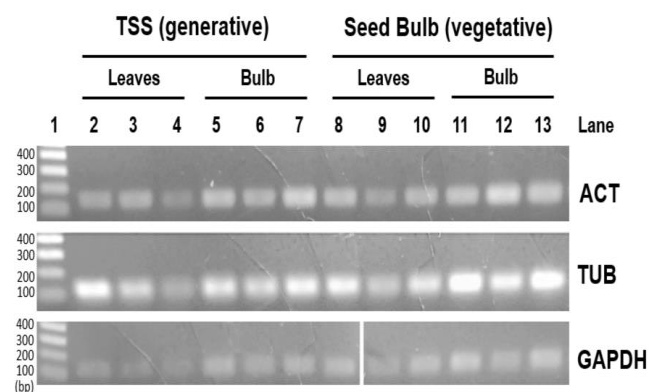 TSS (generative) Seed Bulb (vegetative)
Leaves Bulb Leaves Bulb
1 2 3 4 5 6 7 8 9 10 11 12 13 Lane
400
300
200
100
ACT
400
300
200
100
TUB
400
300
200
100
(bp)
GAPDH